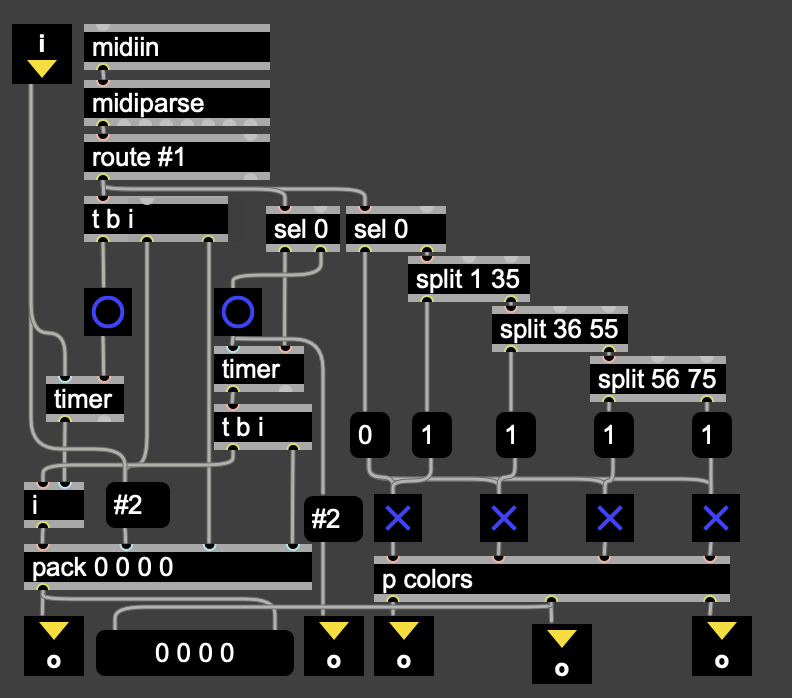 i
midiin
midiparse
route #1
t b i
sel 0
sel 0
split 1 35
split 36 55
timer
split 56 75
timer
t b i
0
1
1
1
1
i
#2
#2
pack 0 0 0 0
p colors
o
0 0 0 0
o
o
o
o